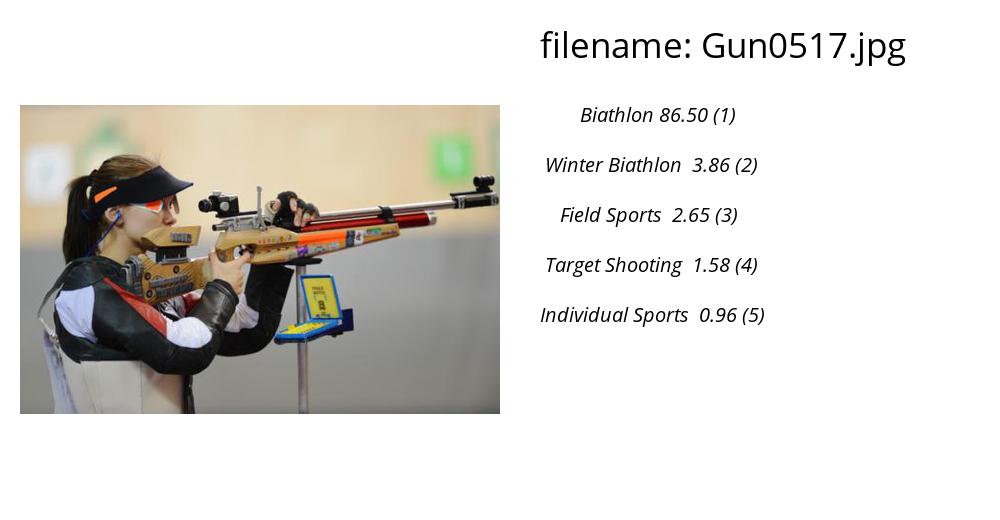 filename: Gun0517.jpg
Biathlon 86.50 (1)
Winter Biathlon 3.86 (2)
Field Sports 2.65 (3)
Target Shooting 1.58 (4)
Individual Sports 0.96 (5)